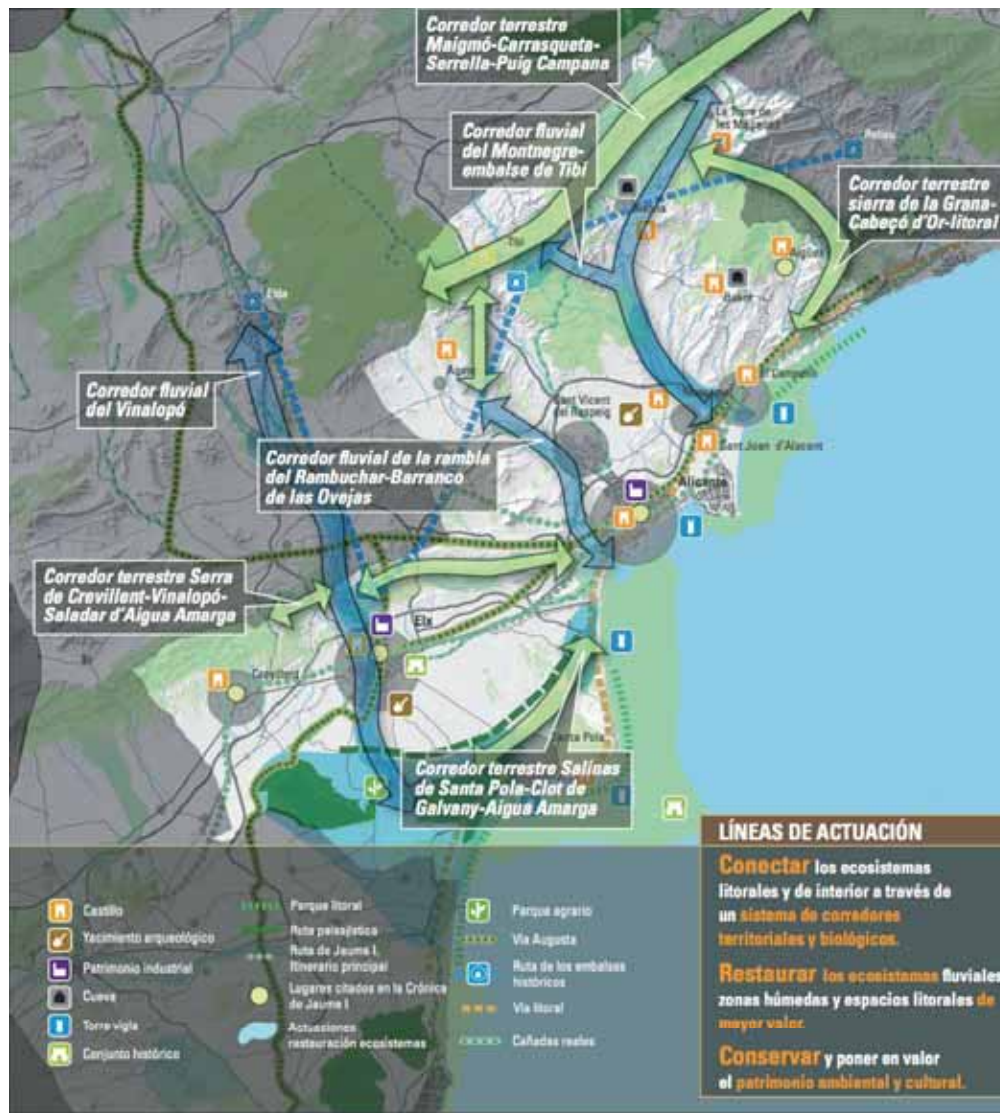 Corredor terrestre
Maigmó-Carrasqueta-
Serrella-Puig Campana
Corredor fluvial
del Montnegre-
embalse de Tibi
Relleu
Corredor terrestre
sierra de la Grana-
Cabeçó d'Or-litoral
Tibi
Aigües
Busot
Elda
Corredor fluvial
del Vinalopó
Agost
El Campello
Sant Vicent
del Raspeig
Sant Joan d'Alacant
Corredor fluvial de la rambla
del Rambuchar-Barranco
de las Ovejas
Alicante
Corredor terrestre Serra
de Crevillent-Vinalopó-
Saladar d'Aigua Amarga
Elx
Crevillent
Santa Pola
Corredor terrestre Salinas
de Santa Pola-Clot de
Galvany-Aigua Amarga
LÍNEAS DE ACTUACIÓN
Conectar los ecosistemas
litorales y de interior a través de
un sistema de corredores
territoriales y biológicos.
Restaurar los ecosistemas fluviales
zonas húmedas y espacios litorales de
mayor valor.
Conservar y poner en valor
el patrimonio ambiental y cultural.
Castillo
Yacimiento arqueológico
Patrimonio industrial
Cueva
Torre vigía
Conjunto histórico
Parque litoral
Ruta paisajística
Ruta de Jaume I.
Itinerario principal
Lugares citados en la Crónica
de Jaume I
Actuaciones
restauración ecosistemas
Parque agrario
Vía Augusta
Ruta de los embalses
históricos
Vía litoral
Cañadas reales